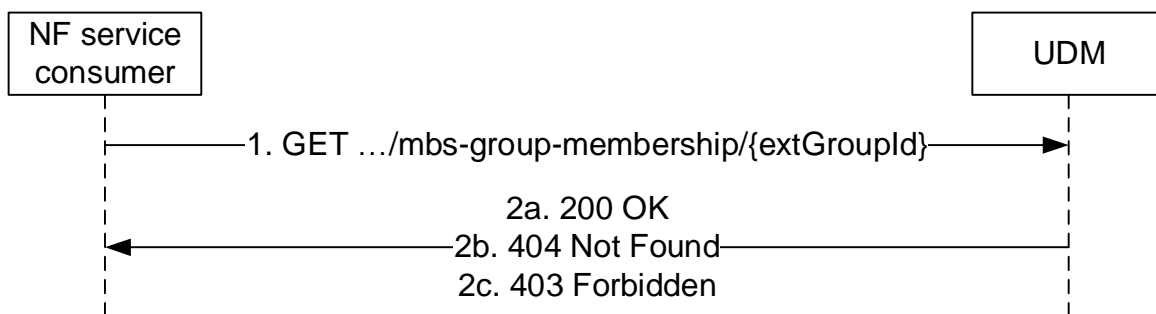 NF service
consumer
UDM
1. GET …/mbs-group-membership/{extGroupId}
2a. 200 OK
2b. 404 Not Found
2c. 403 Forbidden